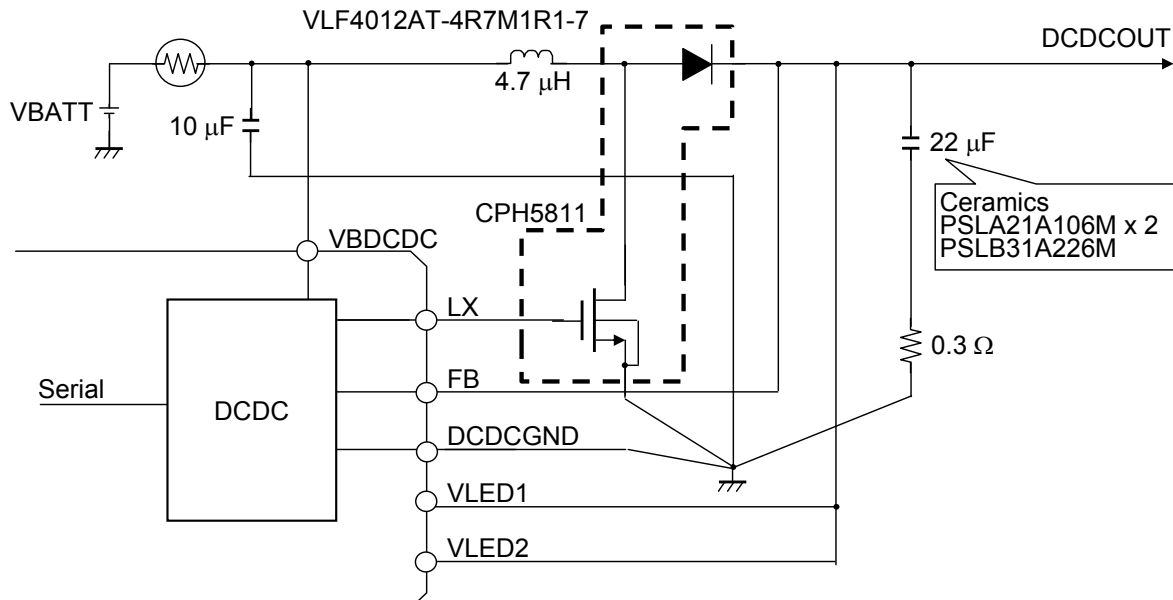 VLF4012AT-4R7M1R1-7
DCDCOUT
4.7 μH
VBATT
10 μF
22 μF
Ceramics
PSLA21A106M x 2
PSLB31A226M
CPH5811
VBDCDC
LX
0.3 Ω
FB
Serial
DCDC
DCDCGND
VLED1
VLED2